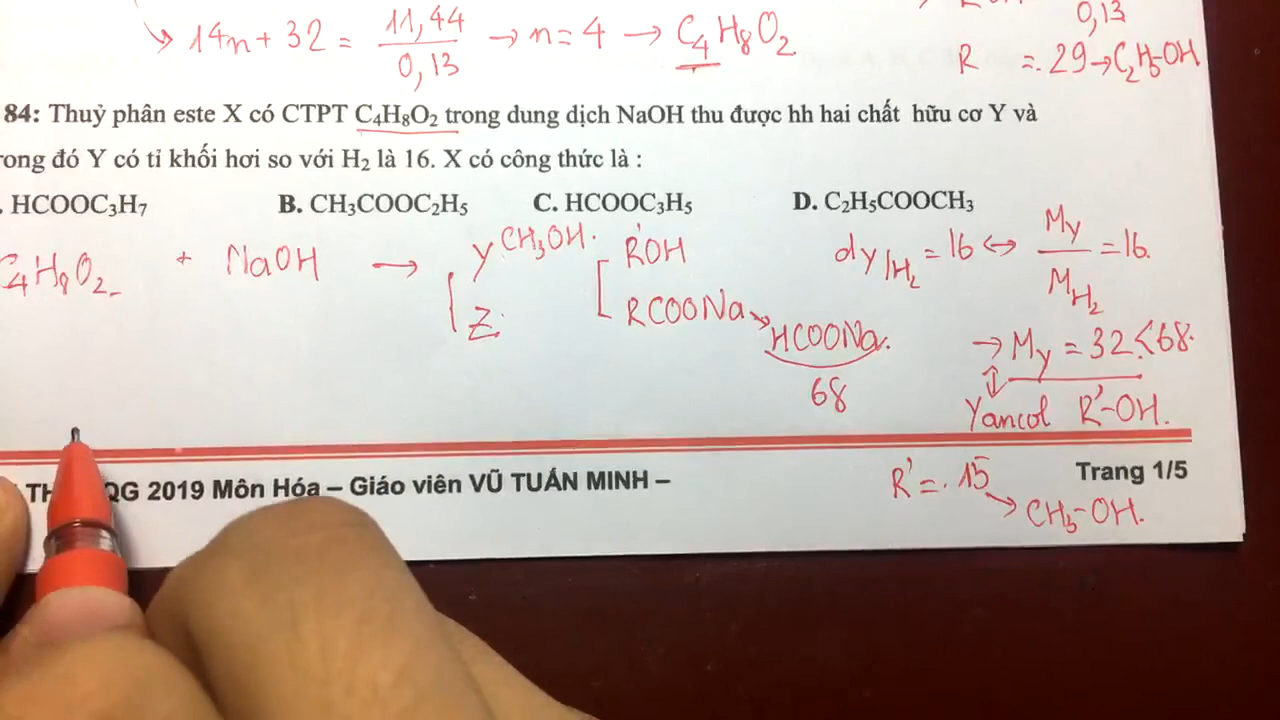 ↳ 14n + 32 = 11,44 / 0,13 → n = 4 → C4H8O2
0,13
R = 29 → C2H5-OH
84: Thuỷ phân este X có CTPT C4H8O2 trong dung dịch NaOH thu được hh hai chất hữu cơ Y và
rong đó Y có tỉ khối hơi so với H2 là 16. X có công thức là :
. HCOOC3H7 B. CH3COOC2H5 C. HCOOC3H5 D. C2H5COOCH3
C4H8O2 + NaOH → Y CH3OH. R'OH
Z. RCOONa → HCOONa.
68
dY/H2 = 16 ⇔ MY / MH2 = 16.
→ MY = 32 < 68.
Y ancol R'-OH.
TH QG 2019 Môn Hóa – Giáo viên VŨ TUẤN MINH – Trang 1/5
R' = 15
→ CH3-OH.